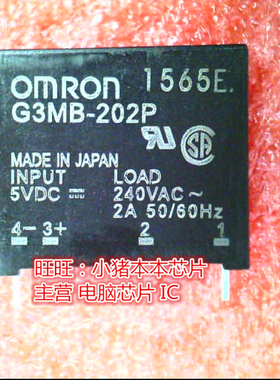 OMRON 1565E.
G3MB-202P
MADE IN JAPAN
INPUT LOAD
5VDC ⎓ 240VAC ~
2A 50/60Hz
4- 3+ 2 1
旺旺：小猪本本芯片
主营 电脑芯片 IC